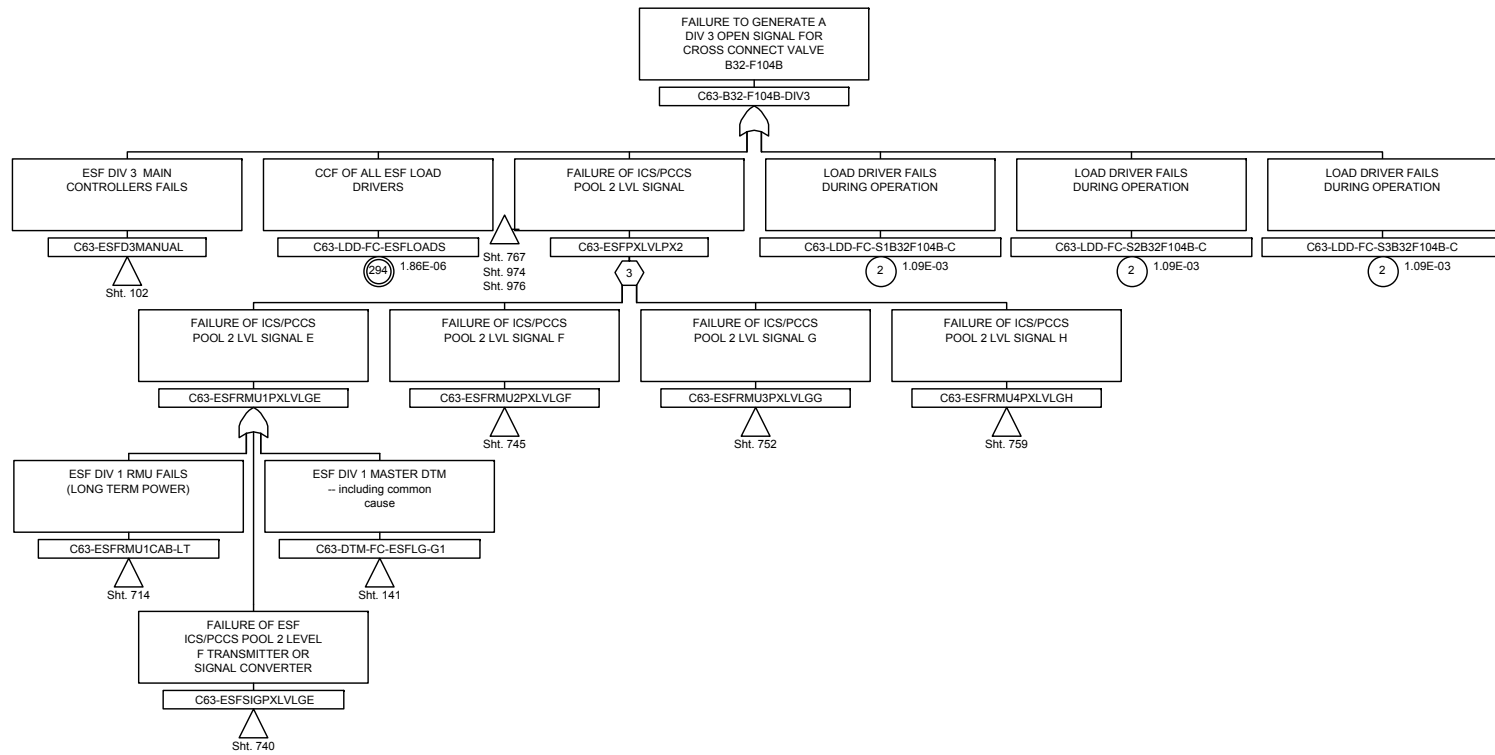 FAILURE TO GENERATE A
DIV 3 OPEN SIGNAL FOR
CROSS CONNECT VALVE
B32-F104B
C63-B32-F104B-DIV3
ESF DIV 3 MAIN
CONTROLLERS FAILS
C63-ESFD3MANUAL
Sht. 102
CCF OF ALL ESF LOAD
DRIVERS
C63-LDD-FC-ESFLOADS
294
1.86E-06
FAILURE OF ICS/PCCS
POOL 2 LVL SIGNAL
C63-ESFPXLVLPX2
Sht. 767
Sht. 974
Sht. 976
3
LOAD DRIVER FAILS
DURING OPERATION
C63-LDD-FC-S1B32F104B-C
2
1.09E-03
LOAD DRIVER FAILS
DURING OPERATION
C63-LDD-FC-S2B32F104B-C
2
1.09E-03
LOAD DRIVER FAILS
DURING OPERATION
C63-LDD-FC-S3B32F104B-C
2
1.09E-03
FAILURE OF ICS/PCCS
POOL 2 LVL SIGNAL E
C63-ESFRMU1PXLVLGE
FAILURE OF ICS/PCCS
POOL 2 LVL SIGNAL F
C63-ESFRMU2PXLVLGF
Sht. 745
FAILURE OF ICS/PCCS
POOL 2 LVL SIGNAL G
C63-ESFRMU3PXLVLGG
Sht. 752
FAILURE OF ICS/PCCS
POOL 2 LVL SIGNAL H
C63-ESFRMU4PXLVLGH
Sht. 759
ESF DIV 1 RMU FAILS
(LONG TERM POWER)
C63-ESFRMU1CAB-LT
Sht. 714
ESF DIV 1 MASTER DTM
-- including common
cause
C63-DTM-FC-ESFLG-G1
Sht. 141
FAILURE OF ESF
ICS/PCCS POOL 2 LEVEL
F TRANSMITTER OR
SIGNAL CONVERTER
C63-ESFSIGPXLVLGE
Sht. 740